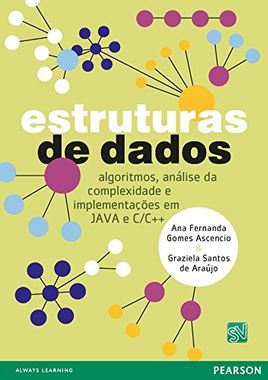 estruturas
de dados
algoritmos, análise da
complexidade e
implementações em
JAVA e C/C++
Ana Fernanda
Gomes Ascencio
&
Graziela Santos
de Araújo
SV
ALWAYS LEARNING
PEARSON